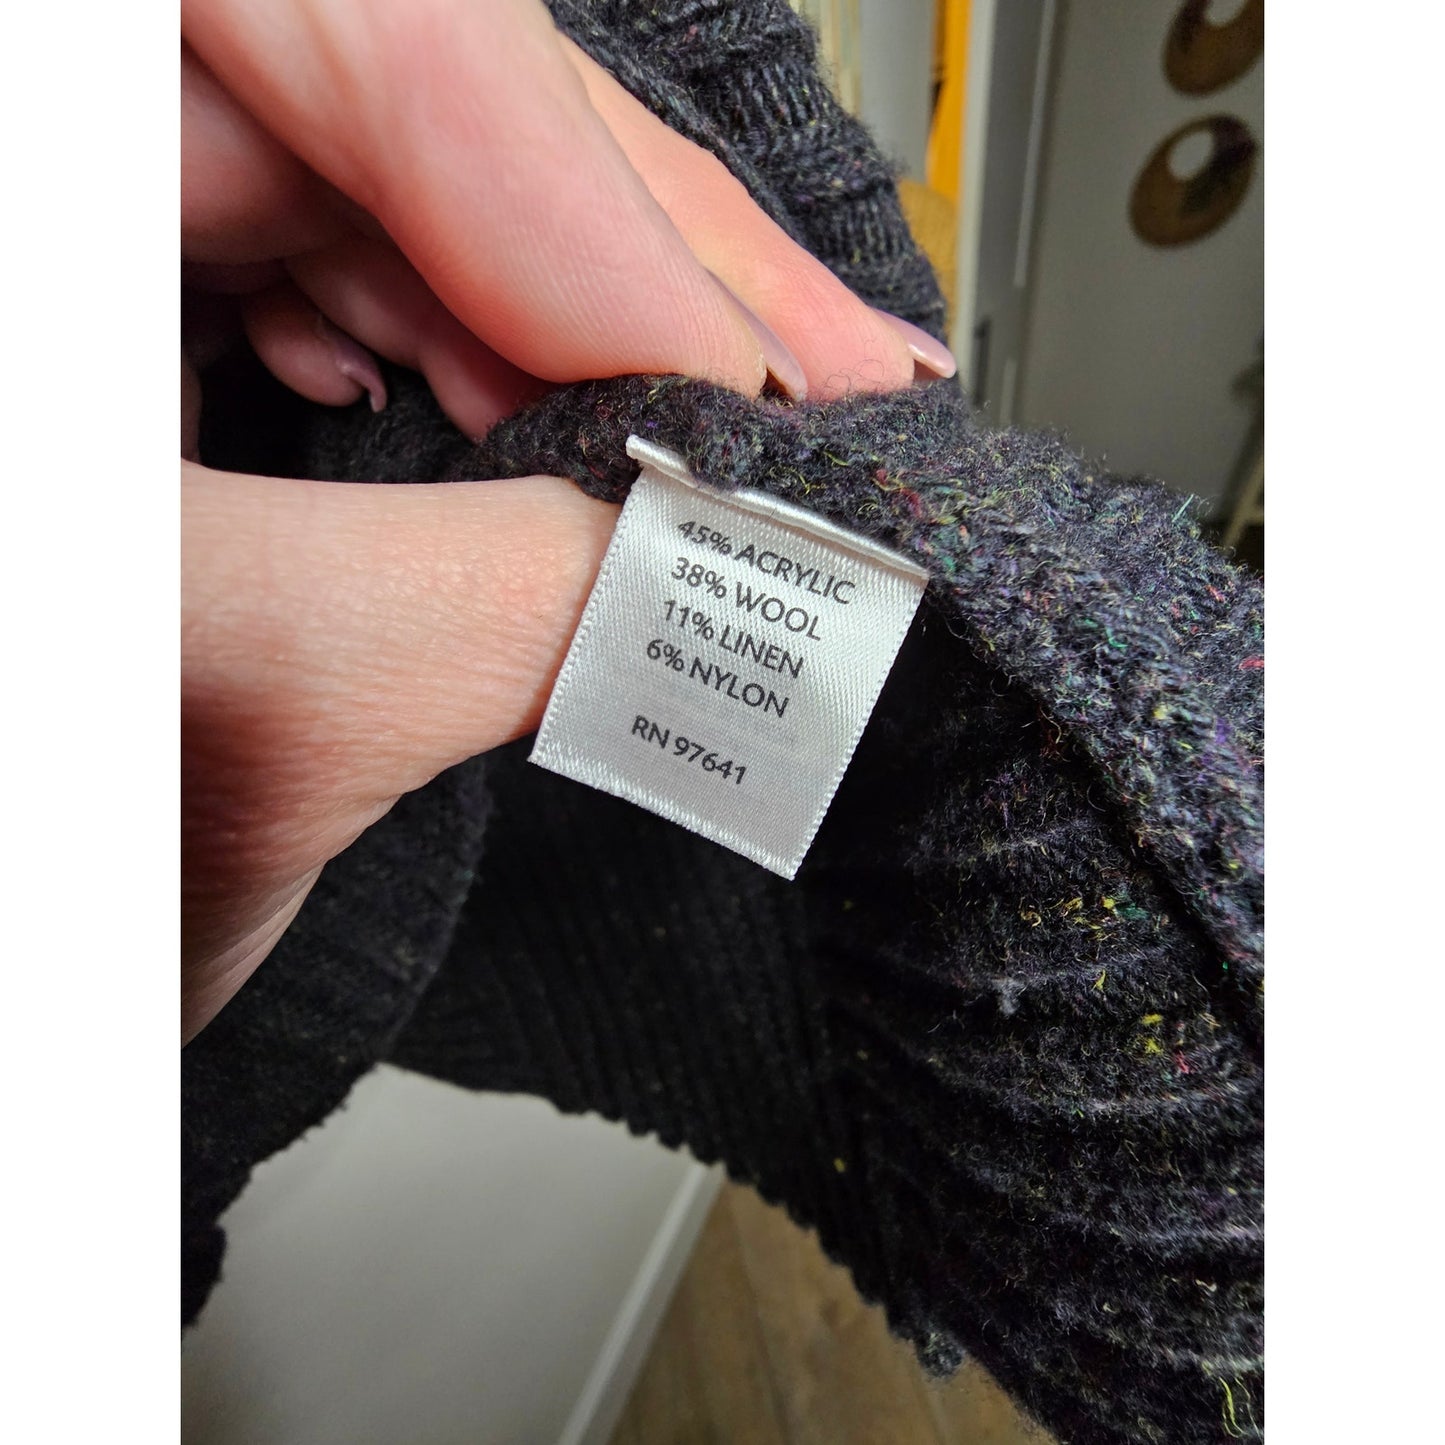 45% ACRYLIC
38% WOOL
11% LINEN
6% NYLON
RN 97641